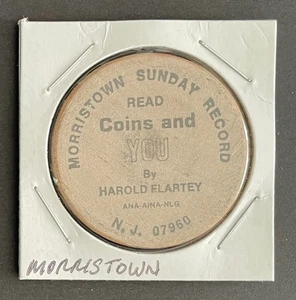 MORRISTOWN SUNDAY RECORD
READ
Coins and
YOU
By
HAROLD FLARTEY
ANA-AINA-NLG
N. J. 07960
MORRISTOWN